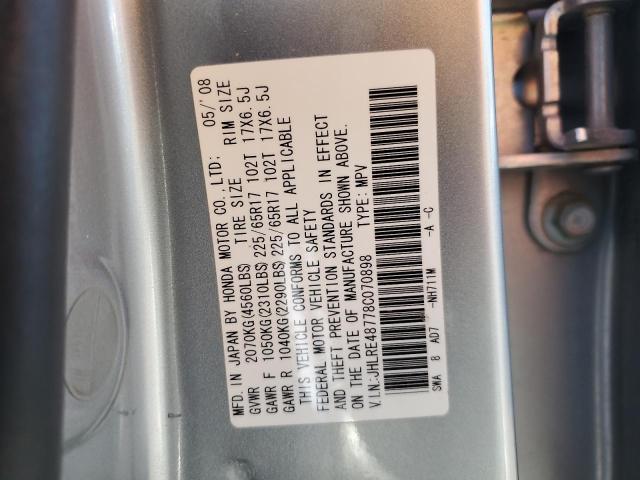 MFD. IN JAPAN BY HONDA MOTOR CO., LTD: 05/'08
GVWR 2070KG(4560LBS) TIRE SIZE RIM SIZE
GAWR F 1050KG(2310LBS) 225/65R17 102T 17X6.5J
GAWR R 1040KG(2290LBS) 225/65R17 102T 17X6.5J
THIS VEHICLE CONFORMS TO ALL APPLICABLE
FEDERAL MOTOR VEHICLE SAFETY
AND THEFT PREVENTION STANDARDS IN EFFECT
ON THE DATE OF MANUFACTURE SHOWN ABOVE.
V.I.N.:JHLRE48778C070898 TYPE: MPV
SWA 8 AD7 -NH711M -A -C